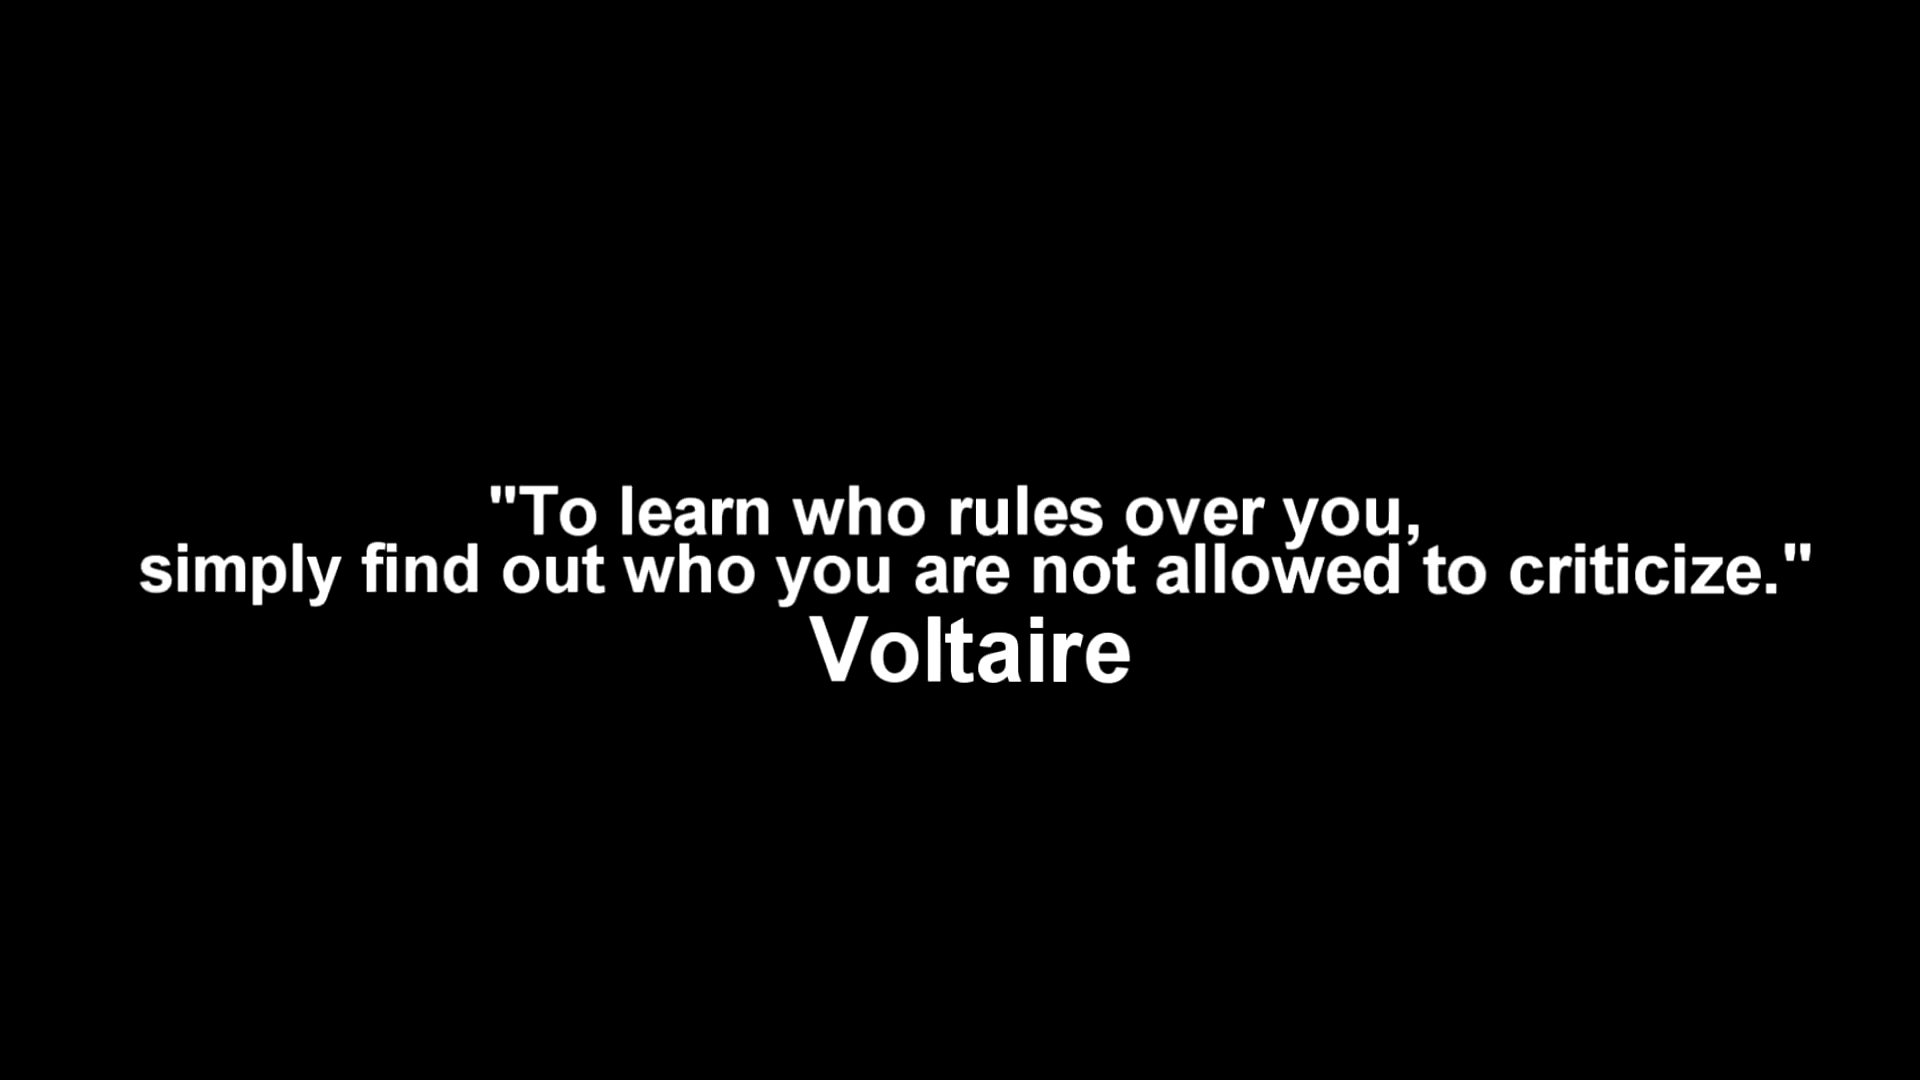 "To learn who rules over you,
simply find out who you are not allowed to criticize."
Voltaire